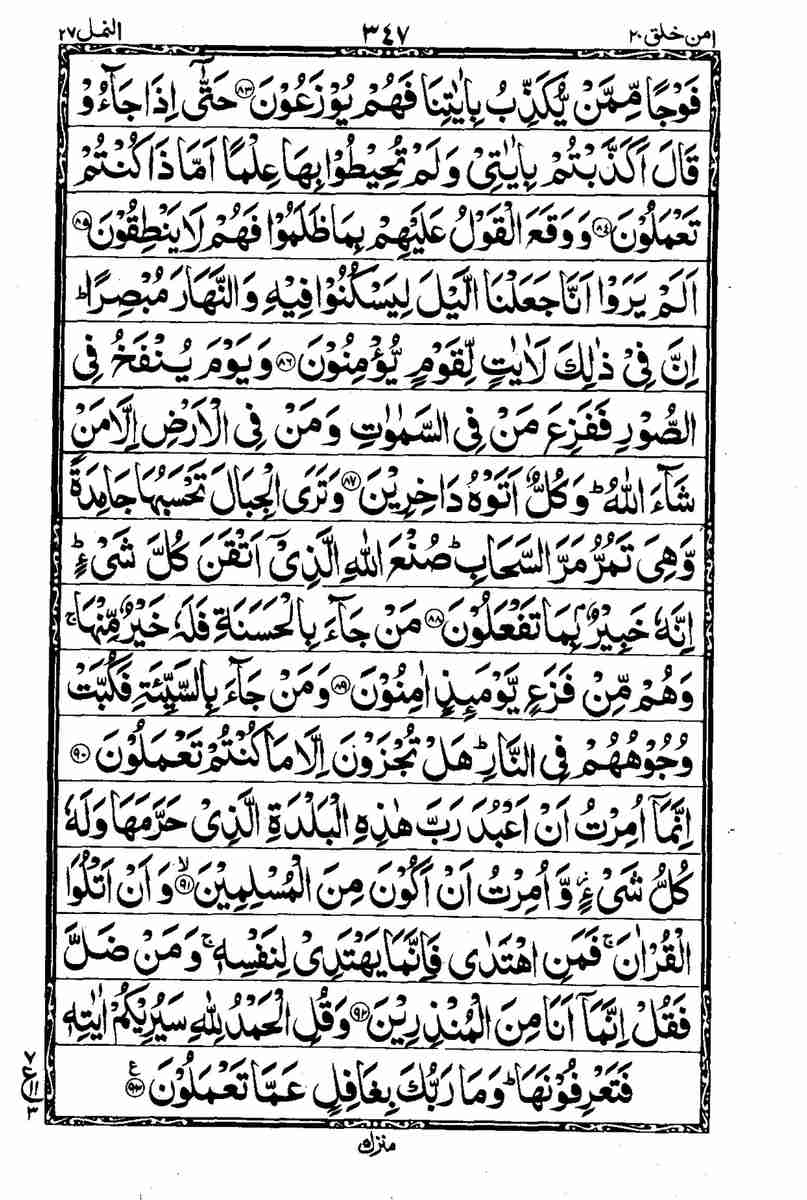 امن خلق ٢٠ ٣٤٧ النمل ٢٧
فَوْجًا مِّمَّنْ يُّكَذِّبُ بِاٰيٰتِنَا فَهُمْ يُوْزَعُوْنَ ٨٣ حَتّٰٓى اِذَا جَآءُوْ
قَالَ اَكَذَّبْتُمْ بِاٰيٰتِيْ وَلَمْ تُحِيْطُوْا بِهَا عِلْمًا اَمَّا ذَا كُنْتُمْ
تَعْمَلُوْنَ ٨٤ وَوَقَعَ الْقَوْلُ عَلَيْهِمْ بِمَا ظَلَمُوْا فَهُمْ لَا يَنْطِقُوْنَ ٨٥
اَلَمْ يَرَوْا اَنَّا جَعَلْنَا الَّيْلَ لِيَسْكُنُوْا فِيْهِ وَالنَّهَارَ مُبْصِرًا ؕ
اِنَّ فِيْ ذٰلِكَ لَاٰيٰتٍ لِّقَوْمٍ يُّؤْمِنُوْنَ ٨٦ وَيَوْمَ يُنْفَخُ فِي
الصُّوْرِ فَفَزِعَ مَنْ فِي السَّمٰوٰتِ وَمَنْ فِي الْاَرْضِ اِلَّا مَنْ
شَآءَ اللّٰهُ ؕ وَكُلٌّ اَتَوْهُ دَاخِرِيْنَ ٨٧ وَتَرَى الْجِبَالَ تَحْسَبُهَا جَامِدَةً
وَّهِيَ تَمُرُّ مَرَّ السَّحَابِ ؕ صُنْعَ اللّٰهِ الَّذِيْٓ اَتْقَنَ كُلَّ شَيْءٍ ؕ
اِنَّهٗ خَبِيْرٌۢ بِمَا تَفْعَلُوْنَ ٨٨ مَنْ جَآءَ بِالْحَسَنَةِ فَلَهٗ خَيْرٌ مِّنْهَا ۚ
وَهُمْ مِّنْ فَزَعٍ يَّوْمَئِذٍ اٰمِنُوْنَ ٨٩ وَمَنْ جَآءَ بِالسَّيِّئَةِ فَكُبَّتْ
وُجُوْهُهُمْ فِي النَّارِ ؕ هَلْ تُجْزَوْنَ اِلَّا مَا كُنْتُمْ تَعْمَلُوْنَ ٩٠
اِنَّمَآ اُمِرْتُ اَنْ اَعْبُدَ رَبَّ هٰذِهِ الْبَلْدَةِ الَّذِيْ حَرَّمَهَا وَلَهٗ
كُلُّ شَيْءٍ ؗ وَّاُمِرْتُ اَنْ اَكُوْنَ مِنَ الْمُسْلِمِيْنَ ٩١ ۙ وَاَنْ اَتْلُوَا
الْقُرْاٰنَ ۚ فَمَنِ اهْتَدٰى فَاِنَّمَا يَهْتَدِيْ لِنَفْسِهٖ ۚ وَمَنْ ضَلَّ
فَقُلْ اِنَّمَآ اَنَا مِنَ الْمُنْذِرِيْنَ ٩٢ وَقُلِ الْحَمْدُ لِلّٰهِ سَيُرِيْكُمْ اٰيٰتِهٖ
فَتَعْرِفُوْنَهَا ؕ وَمَا رَبُّكَ بِغَافِلٍ عَمَّا تَعْمَلُوْنَ ٩٣ ع
٧
ع ١١
٣
منزل ٥